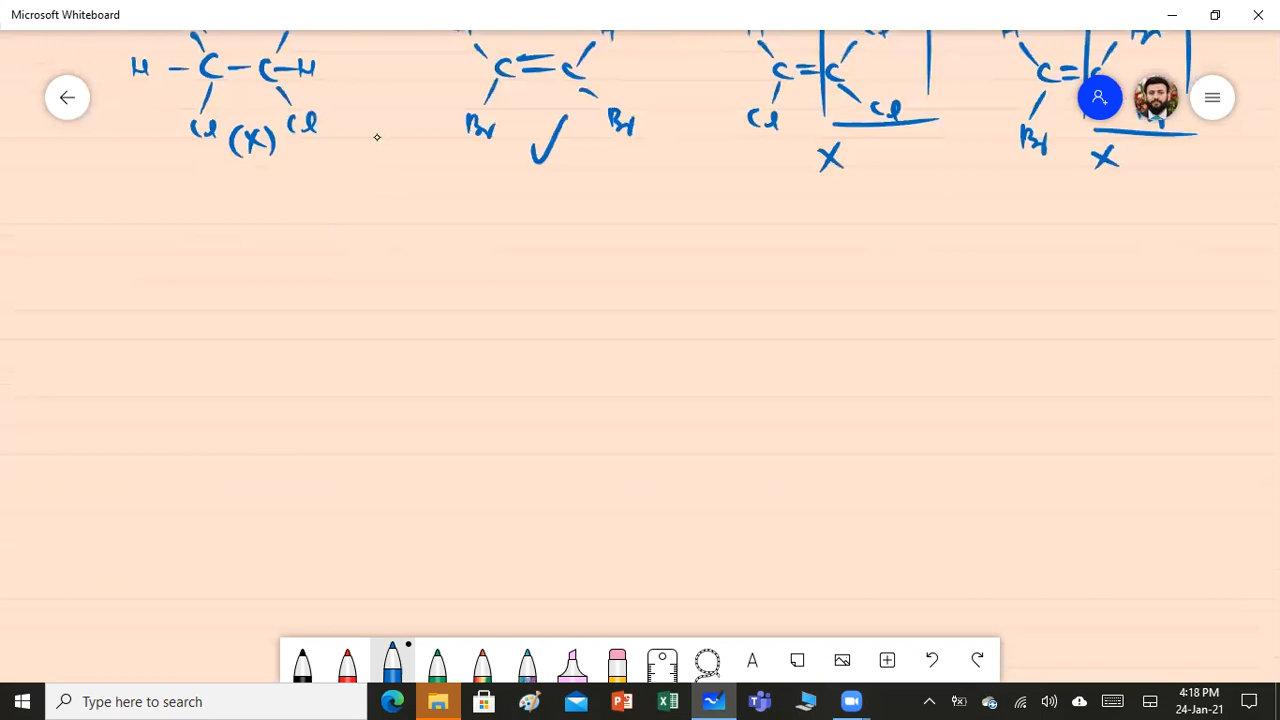 Microsoft Whiteboard
H - C - C - H
Cl (X) Cl
C = C
Br Br
C = C
Cl Cl
X
C = C
Br
X
A
Type here to search
4:18 PM
24-Jan-21